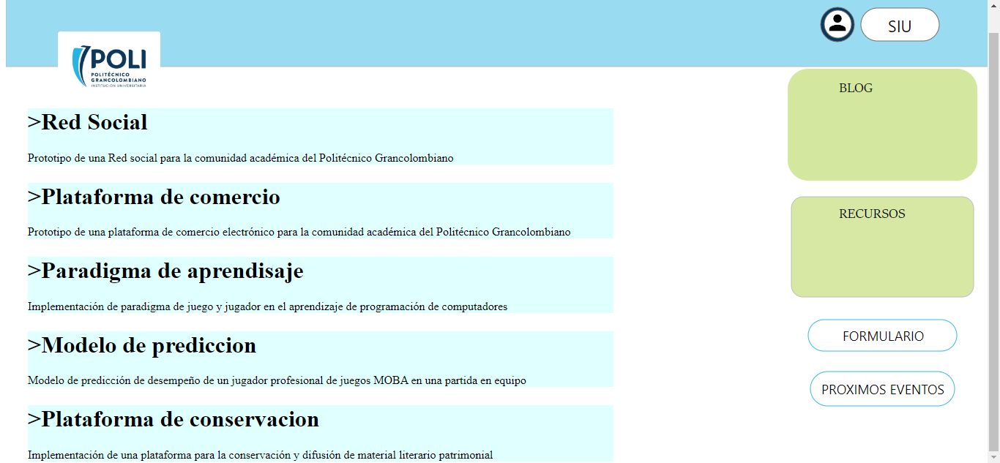 SIU
POLI
POLITÉCNICO
GRANCOLOMBIANO
INSTITUCIÓN UNIVERSITARIA
>Red Social
Prototipo de una Red social para la comunidad académica del Politécnico Grancolombiano
>Plataforma de comercio
Prototipo de una plataforma de comercio electrónico para la comunidad académica del Politécnico Grancolombiano
>Paradigma de aprendisaje
Implementación de paradigma de juego y jugador en el aprendizaje de programación de computadores
>Modelo de prediccion
Modelo de predicción de desempeño de un jugador profesional de juegos MOBA en una partida en equipo
>Plataforma de conservacion
Implementación de una plataforma para la conservación y difusión de material literario patrimonial
BLOG
RECURSOS
FORMULARIO
PROXIMOS EVENTOS